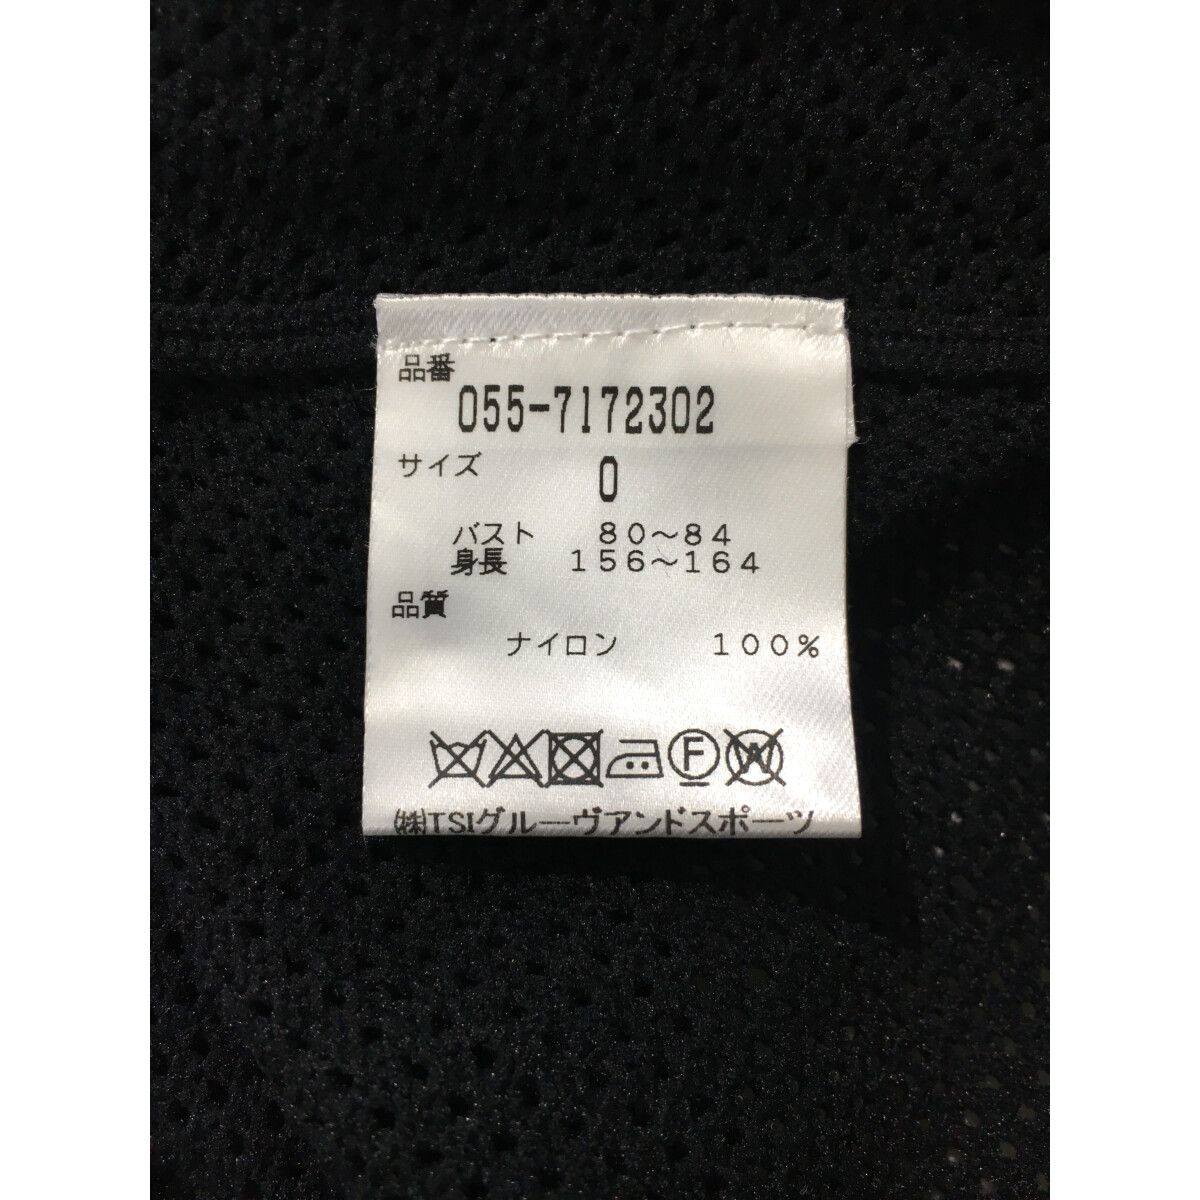 品番
055-7172302
サイズ
0
バスト 80〜84
身長 156〜164
品質
ナイロン 100%
F W
㈱TSIグルーヴアンドスポーツ